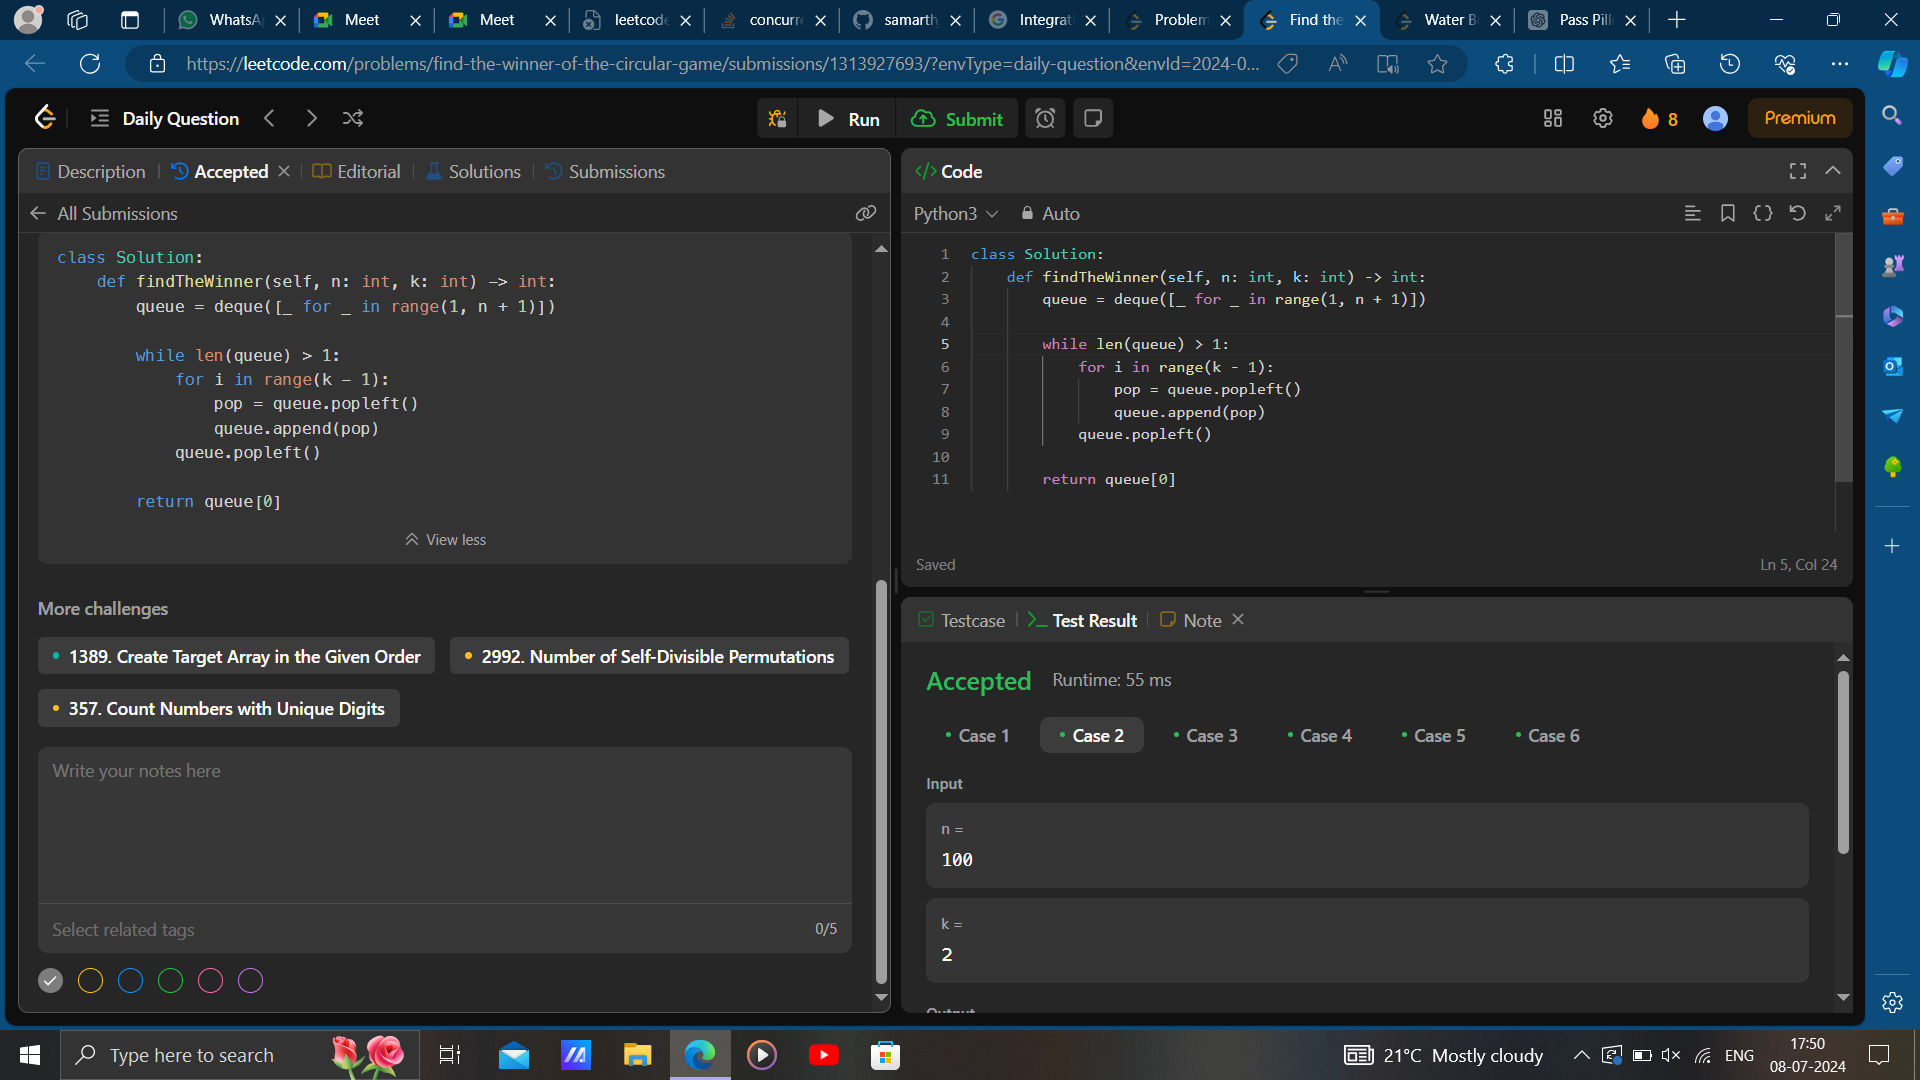 WhatsA
Meet
Meet
leetcode
concurre
samarth
Integrat
Problem
Find the
Water B
Pass Pill
https://leetcode.com/problems/find-the-winner-of-the-circular-game/submissions/1313927693/?envType=daily-question&envId=2024-0...
Daily Question
Run
Submit
8
Premium
Description
Accepted
Editorial
Solutions
Submissions
All Submissions
class Solution:
def findTheWinner(self, n: int, k: int) -> int:
queue = deque([_ for _ in range(1, n + 1)])
while len(queue) > 1:
for i in range(k - 1):
pop = queue.popleft()
queue.append(pop)
queue.popleft()
return queue[0]
View less
More challenges
1389. Create Target Array in the Given Order
2992. Number of Self-Divisible Permutations
357. Count Numbers with Unique Digits
Write your notes here
Select related tags
0/5
</> Code
Python3
Auto
1 class Solution:
2 def findTheWinner(self, n: int, k: int) -> int:
3 queue = deque([_ for _ in range(1, n + 1)])
4
5 while len(queue) > 1:
6 for i in range(k - 1):
7 pop = queue.popleft()
8 queue.append(pop)
9 queue.popleft()
10
11 return queue[0]
Saved
Ln 5, Col 24
Testcase
Test Result
Note
Accepted
Runtime: 55 ms
Case 1
Case 2
Case 3
Case 4
Case 5
Case 6
Input
n =
100
k =
2
Output
Type here to search
21°C Mostly cloudy
ENG
17:50
08-07-2024